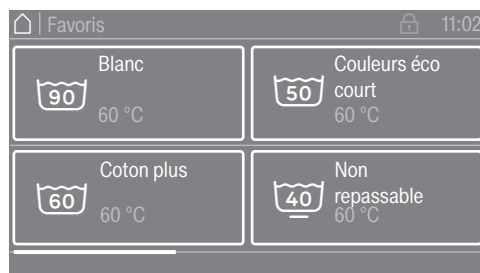 Favoris
11:02
90
Blanc
60 °C
50
Couleurs éco
court
60 °C
60
Coton plus
60 °C
40
Non
repassable
60 °C